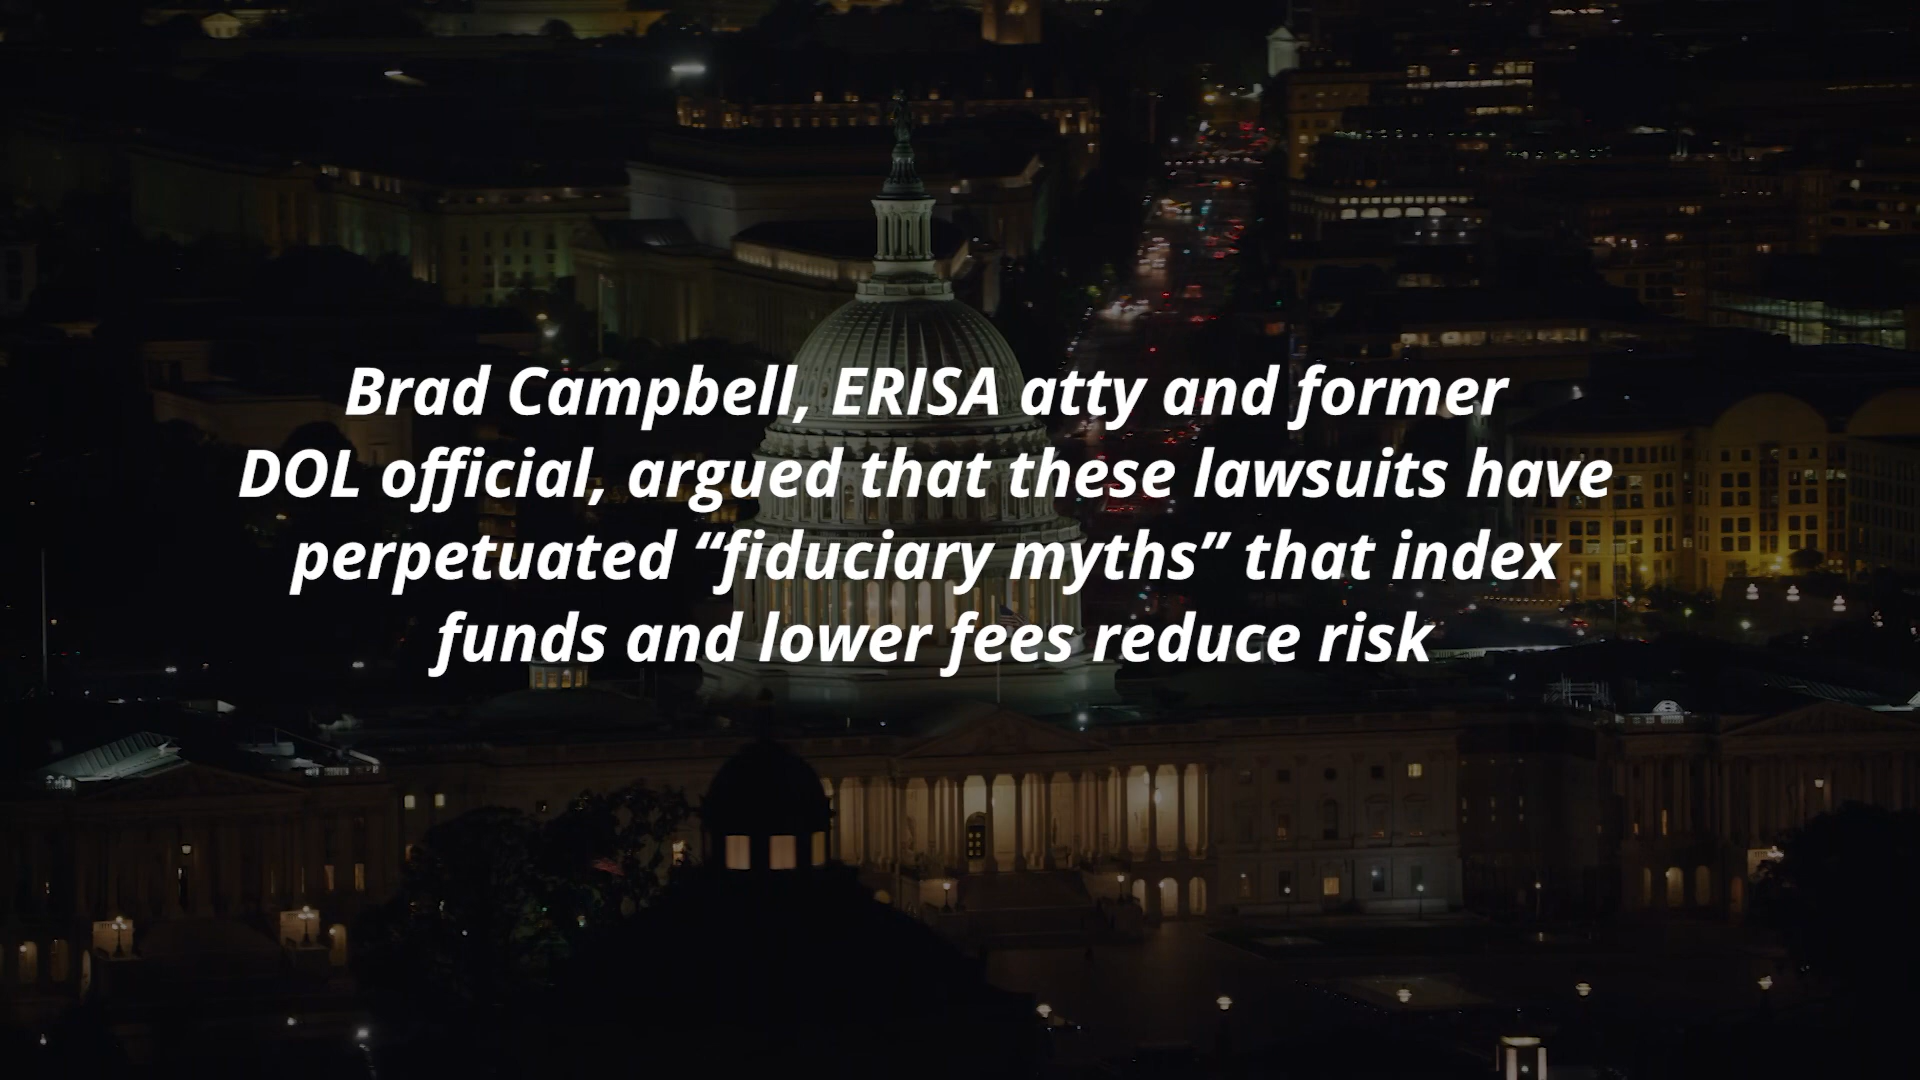 Brad Campbell, ERISA atty and former
DOL official, argued that these lawsuits have
perpetuated “fiduciary myths” that index
funds and lower fees reduce risk